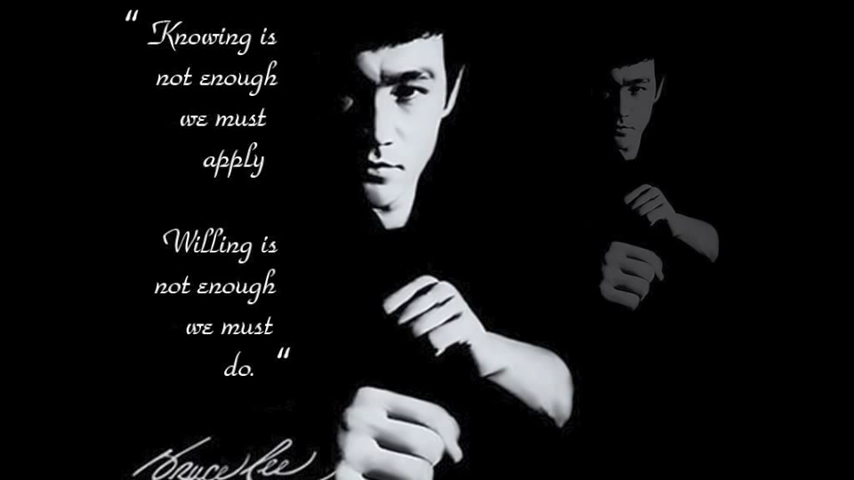 “ Knowing is
not enough
we must
apply
Willing is
not enough
we must
do. “
Bruce Lee